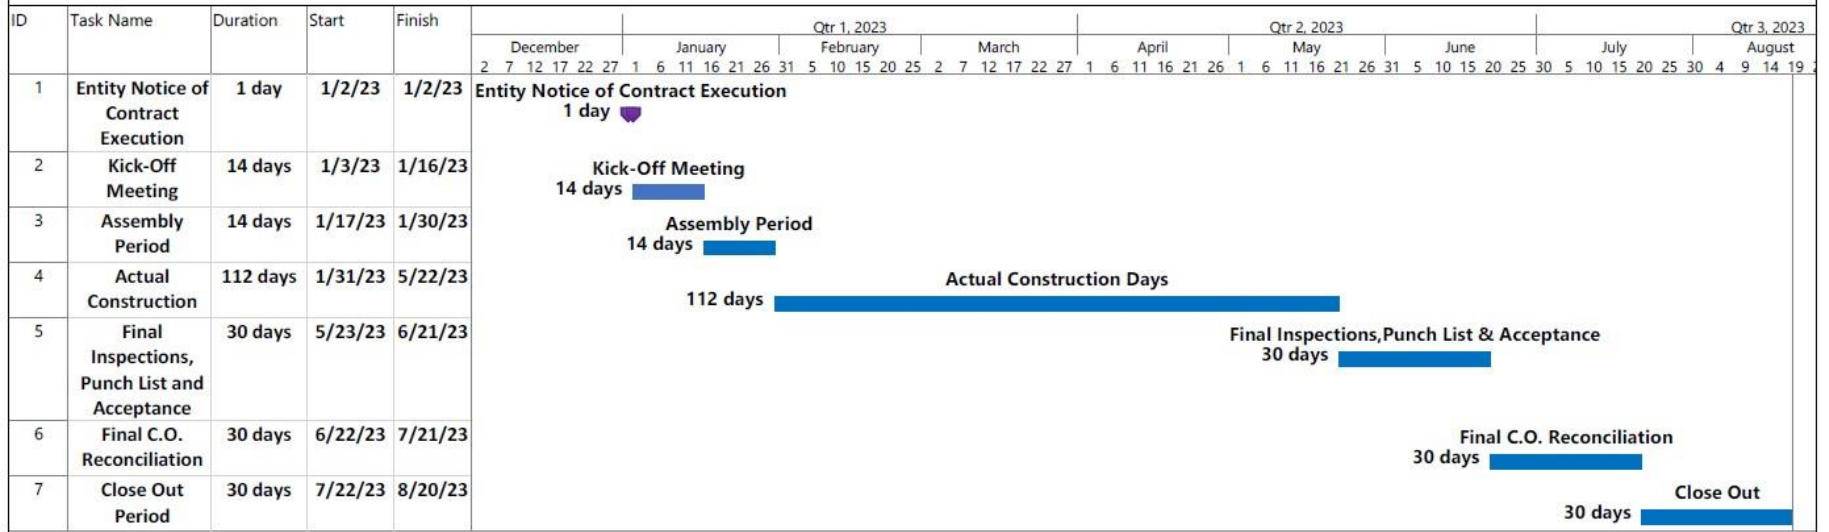 ID Task Name Duration Start Finish
Qtr 1, 2023 Qtr 2, 2023 Qtr 3, 2023
December January February March April May June July August
2 7 12 17 22 27 1 6 11 16 21 26 31 5 10 15 20 25 2 7 12 17 22 27 1 6 11 16 21 26 1 6 11 16 21 26 31 5 10 15 20 25 30 5 10 15 20 25 30 4 9 14 19
1 Entity Notice of 1 day 1/2/23 1/2/23 Entity Notice of Contract Execution
Contract 1 day
Execution
2 Kick-Off 14 days 1/3/23 1/16/23 Kick-Off Meeting
Meeting 14 days
3 Assembly 14 days 1/17/23 1/30/23 Assembly Period
Period 14 days
4 Actual 112 days 1/31/23 5/22/23 Actual Construction Days
Construction 112 days
5 Final 30 days 5/23/23 6/21/23 Final Inspections,Punch List & Acceptance
Inspections, 30 days
Punch List and
Acceptance
6 Final C.O. 30 days 6/22/23 7/21/23 Final C.O. Reconciliation
Reconciliation 30 days
7 Close Out 30 days 7/22/23 8/20/23 Close Out
Period 30 days